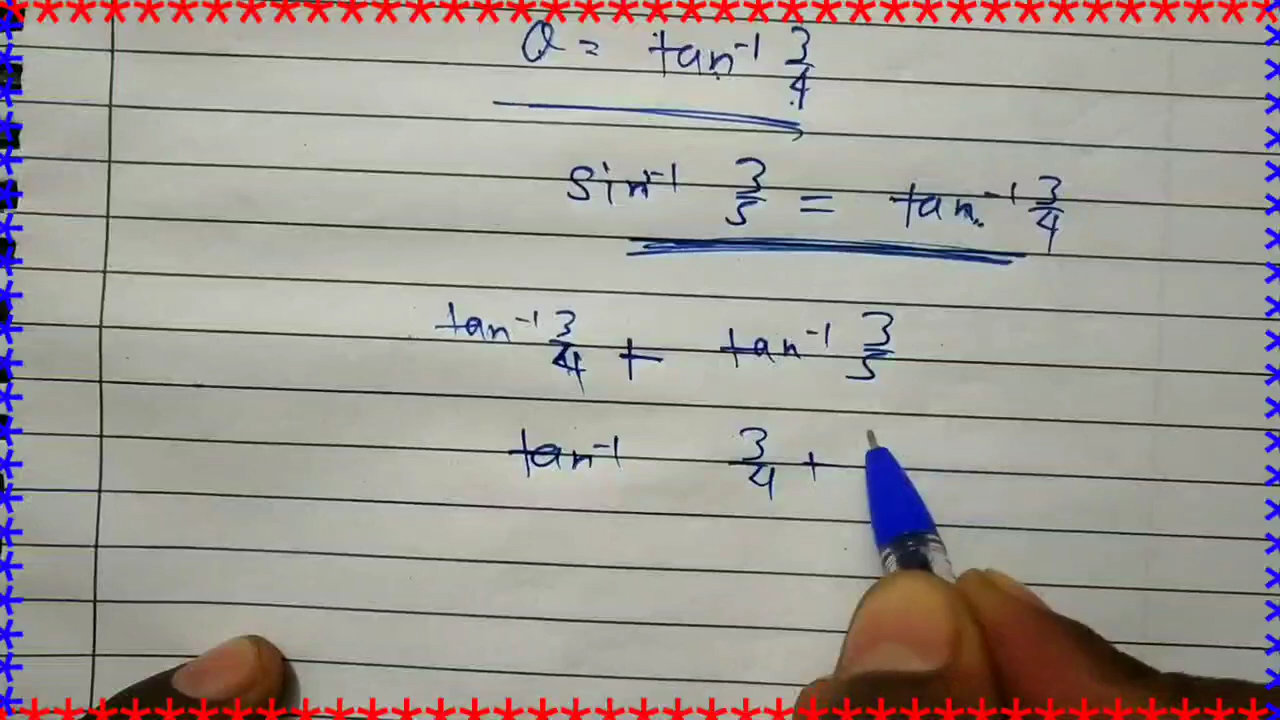 θ = tan⁻¹ 3/4
sin⁻¹ 3/5 = tan⁻¹ 3/4
tan⁻¹ 3/4 + tan⁻¹ 3/5
tan⁻¹ 3/4 +